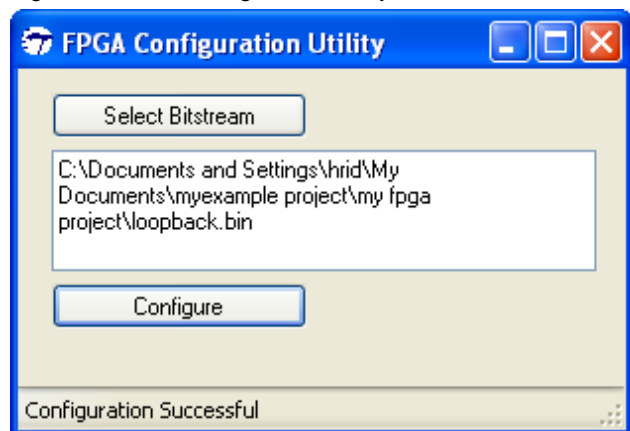 FPGA Configuration Utility
Select Bitstream
C:\Documents and Settings\hrid\My
Documents\myexample project\my fpga
project\loopback.bin
Configure
Configuration Successful